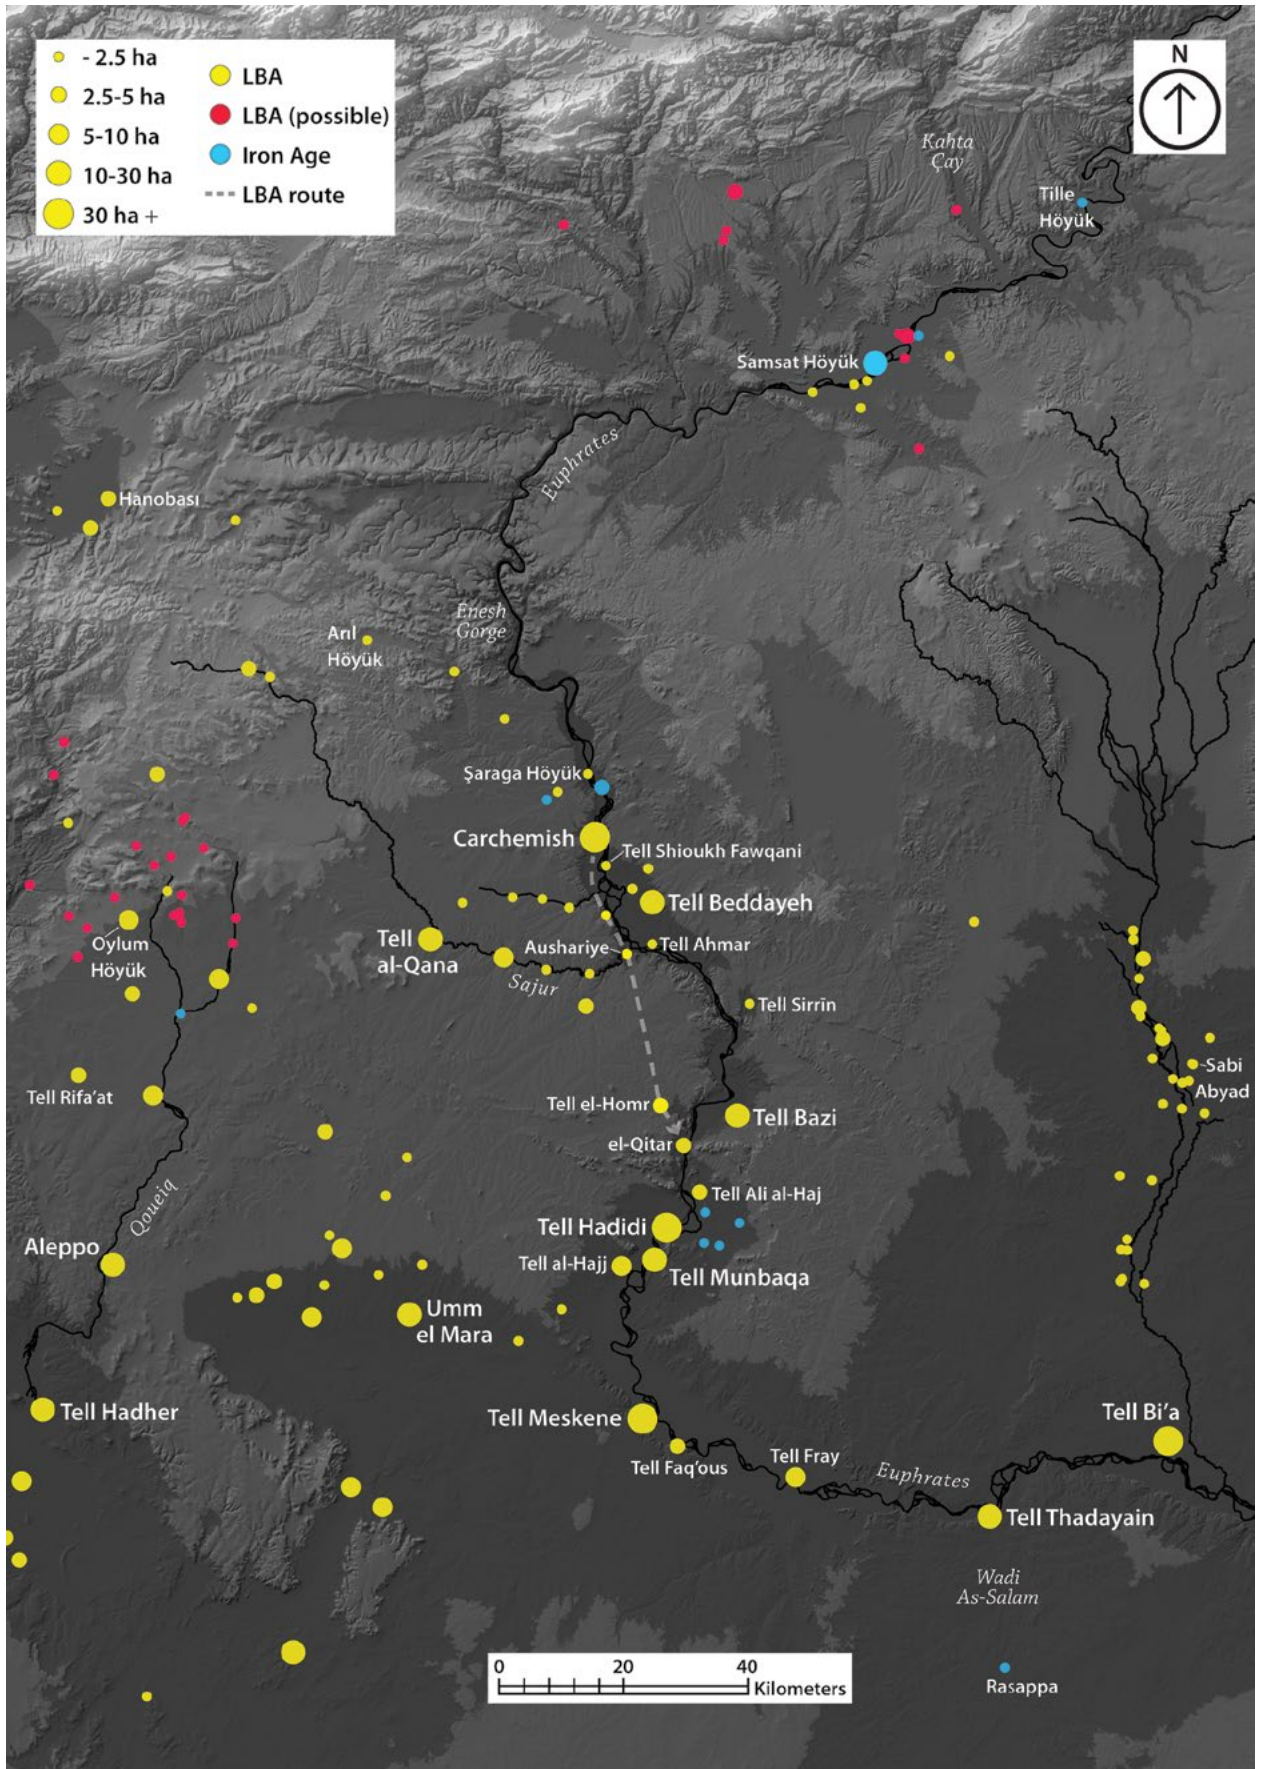 - 2.5 ha
2.5-5 ha
5-10 ha
10-30 ha
30 ha +
LBA
LBA (possible)
Iron Age
LBA route
N
Kahta
Çay
Tille
Höyük
Samsat Höyük
Euphrates
Hanobası
Enesh
Gorge
Arıl
Höyük
Şaraga Höyük
Carchemish
Tell Shioukh Fawqani
Tell Beddayeh
Oylum
Höyük
Tell
al-Qana
Aushariye
Tell Ahmar
Sajur
Tell Sirrīn
Sabi
Abyad
Tell Rifa'at
Tell el-Homr
Tell Bazi
el-Qitar
Tell Ali al-Haj
Qoueiq
Tell Hadidi
Aleppo
Tell al-Hajj
Tell Munbaqa
Umm
el Mara
Tell Hadher
Tell Meskene
Tell Bi'a
Tell Faq'ous
Tell Fray
Euphrates
Tell Thadayain
Wadi
As-Salam
0 20 40
Kilometers
Rasappa